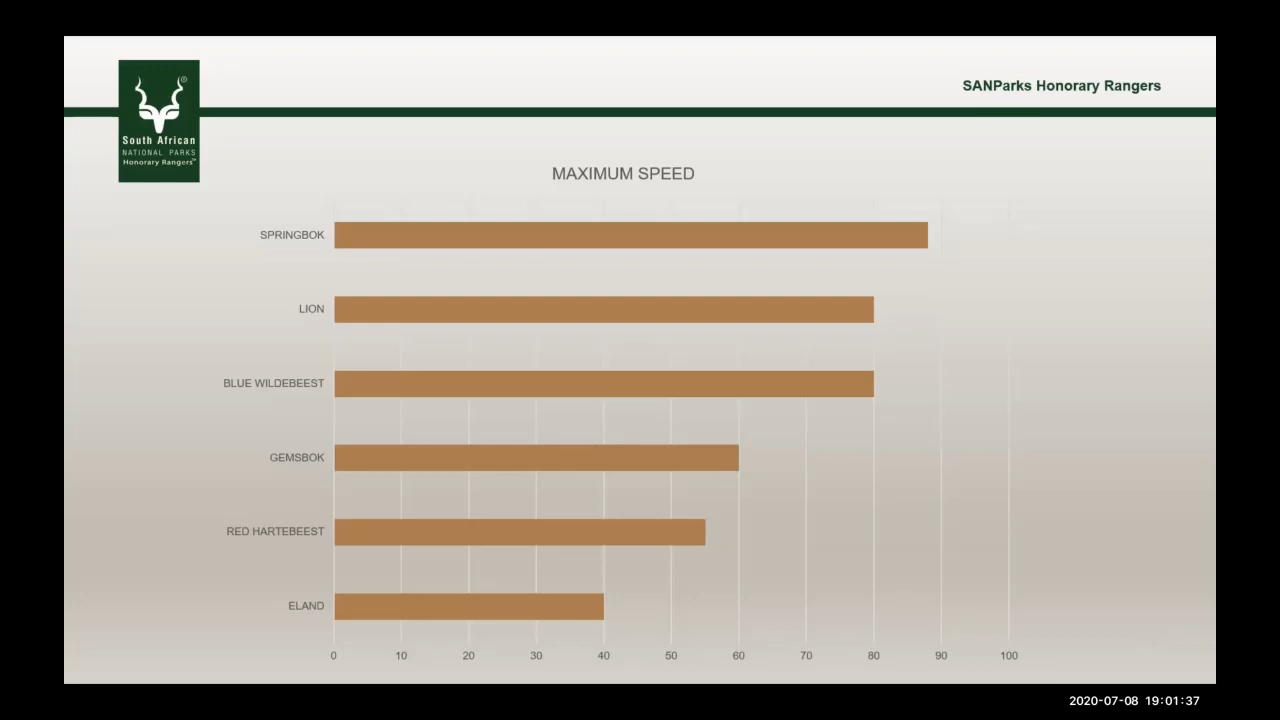 SANParks Honorary Rangers
®
South African
NATIONAL PARKS
Honorary Rangers™
MAXIMUM SPEED
SPRINGBOK
LION
BLUE WILDEBEEST
GEMSBOK
RED HARTEBEEST
ELAND
0 10 20 30 40 50 60 70 80 90 100
2020-07-08 19:01:37